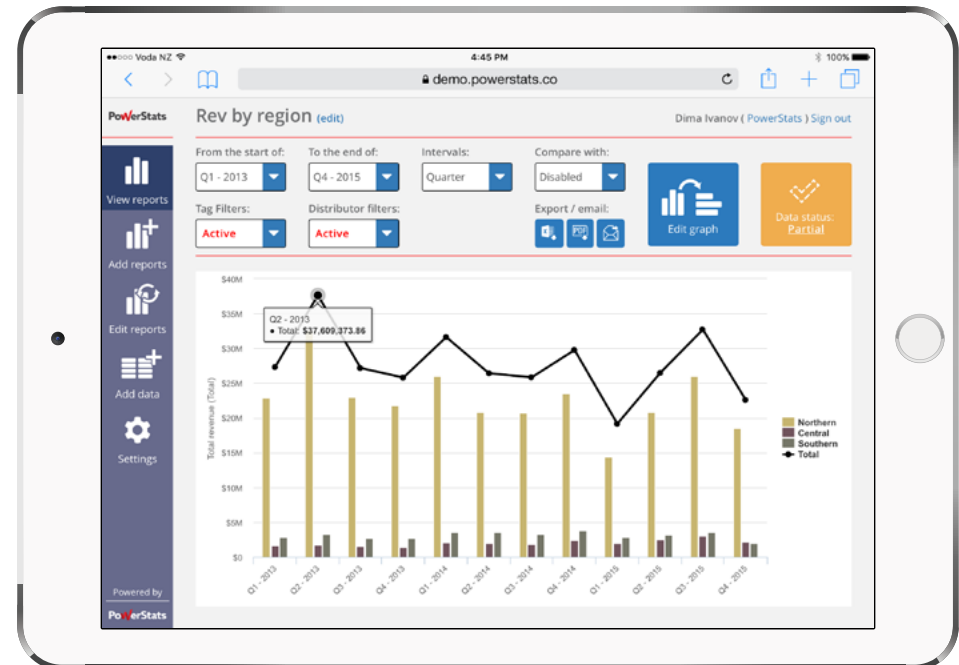 Voda NZ
4:45 PM
100%
demo.powerstats.co
PowerStats
Rev by region (edit)
Dima Ivanov ( PowerStats ) Sign out
From the start of:
To the end of:
Intervals:
Compare with:
Q1 - 2013
Q4 - 2015
Quarter
Disabled
Tag Filters:
Distributor filters:
Export / email:
Active
Active
PDF
Edit graph
Data status:
Partial
View reports
Add reports
Edit reports
Add data
Settings
Powered by
PowerStats
$40M
$35M
$30M
$25M
$20M
$15M
$10M
$5M
$0
Total revenue (Total)
Q2 - 2013
Total: $37,609,373.86
Northern
Central
Southern
Total
Q1 - 2013
Q2 - 2013
Q3 - 2013
Q4 - 2013
Q1 - 2014
Q2 - 2014
Q3 - 2014
Q4 - 2014
Q1 - 2015
Q2 - 2015
Q3 - 2015
Q4 - 2015